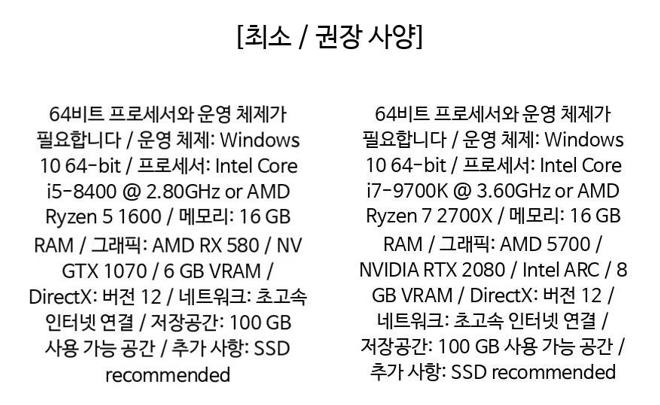 [최소 / 권장 사양]
64비트 프로세서와 운영 체제가
필요합니다 / 운영 체제: Windows
10 64-bit / 프로세서: Intel Core
i5-8400 @ 2.80GHz or AMD
Ryzen 5 1600 / 메모리: 16 GB
RAM / 그래픽: AMD RX 580 / NV
GTX 1070 / 6 GB VRAM /
DirectX: 버전 12 / 네트워크: 초고속
인터넷 연결 / 저장공간: 100 GB
사용 가능 공간 / 추가 사항: SSD
recommended
64비트 프로세서와 운영 체제가
필요합니다 / 운영 체제: Windows
10 64-bit / 프로세서: Intel Core
i7-9700K @ 3.60GHz or AMD
Ryzen 7 2700X / 메모리: 16 GB
RAM / 그래픽: AMD 5700 /
NVIDIA RTX 2080 / Intel ARC / 8
GB VRAM / DirectX: 버전 12 /
네트워크: 초고속 인터넷 연결 /
저장공간: 100 GB 사용 가능 공간 /
추가 사항: SSD recommended